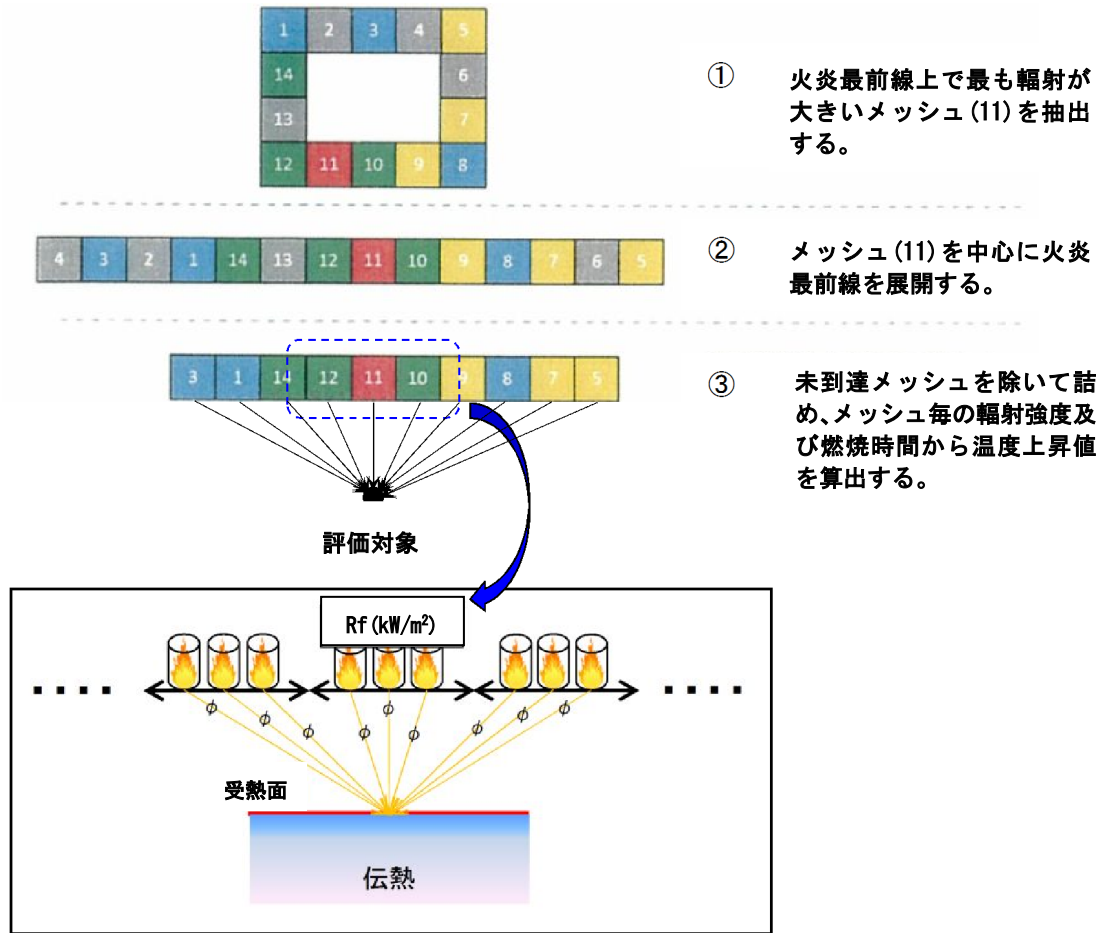 1 2 3 4 5
14 6
13 7
12 11 10 9 8
① 火炎最前線上で最も輻射が
大きいメッシュ(11)を抽出
する。
4 3 2 1 14 13 12 11 10 9 8 7 6 5
② メッシュ(11)を中心に火炎
最前線を展開する。
3 1 14 12 11 10 9 8 7 5
③ 未到達メッシュを除いて詰
め、メッシュ毎の輻射強度及
び燃焼時間から温度上昇値
を算出する。
評価対象
Rf(kW/m²)
φ φ φ φ φ φ φ φ φ
受熱面
伝熱